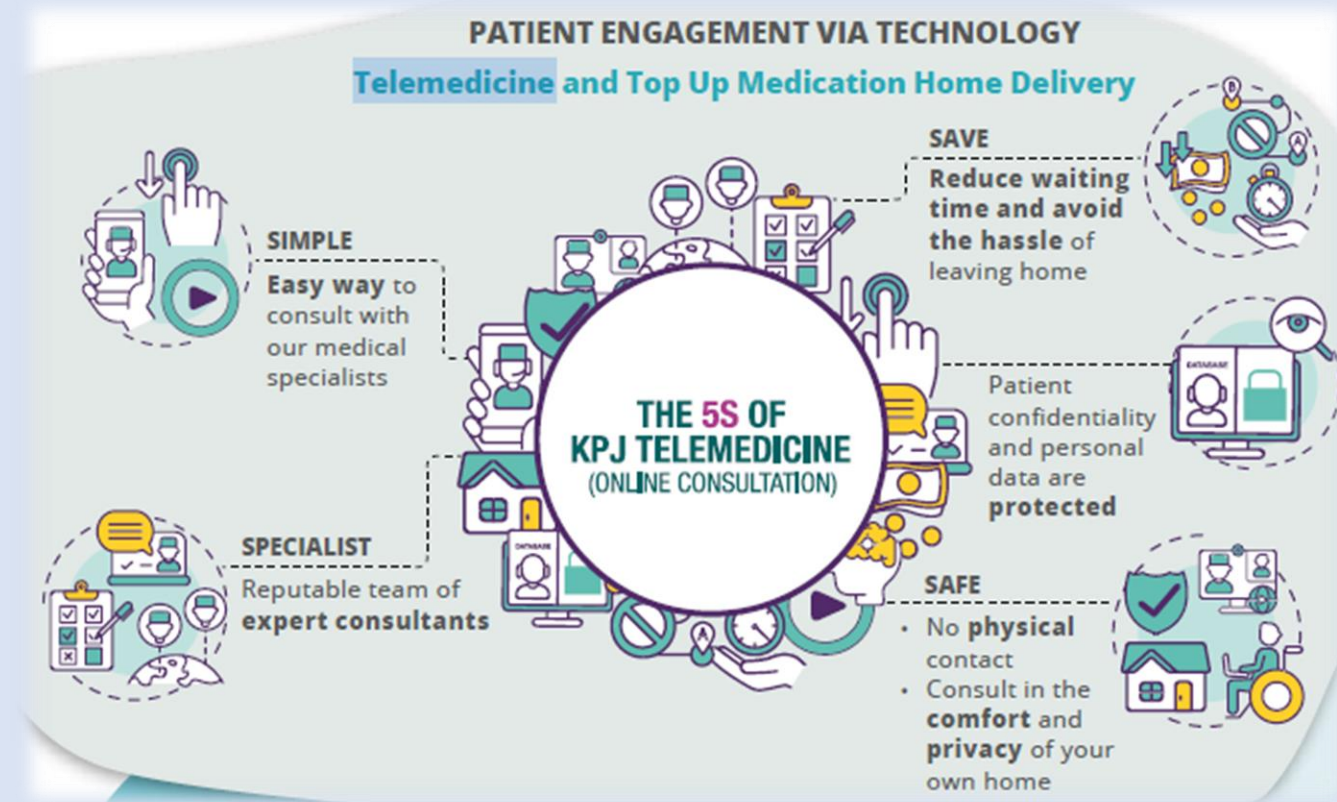 PATIENT ENGAGEMENT VIA TECHNOLOGY
Telemedicine and Top Up Medication Home Delivery
SIMPLE
Easy way to
consult with
our medical
specialists
SPECIALIST
Reputable team of
expert consultants
THE 5S OF
KPJ TELEMEDICINE
(ONLINE CONSULTATION)
DATABASE
A
SAVE
Reduce waiting
time and avoid
the hassle of
leaving home
B
A
Patient
confidentiality
and personal
data are
protected
DATABASE
SAFE
• No physical
contact
• Consult in the
comfort and
privacy of your
own home